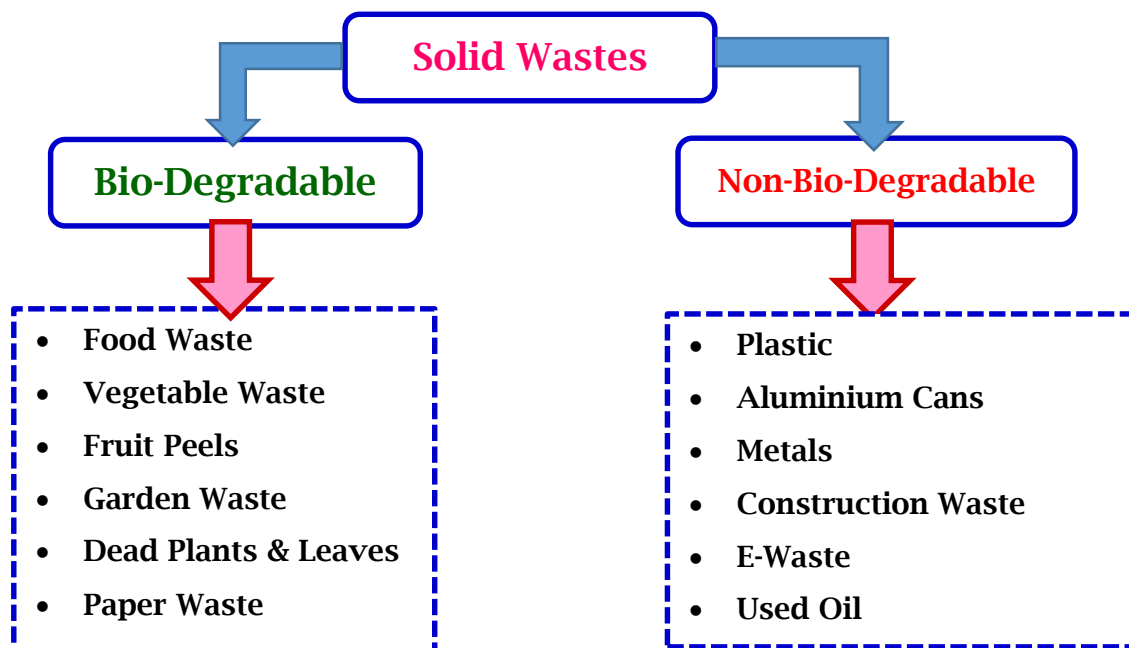 Solid Wastes
Bio-Degradable
Non-Bio-Degradable
• Food Waste
• Vegetable Waste
• Fruit Peels
• Garden Waste
• Dead Plants & Leaves
• Paper Waste
• Plastic
• Aluminium Cans
• Metals
• Construction Waste
• E-Waste
• Used Oil